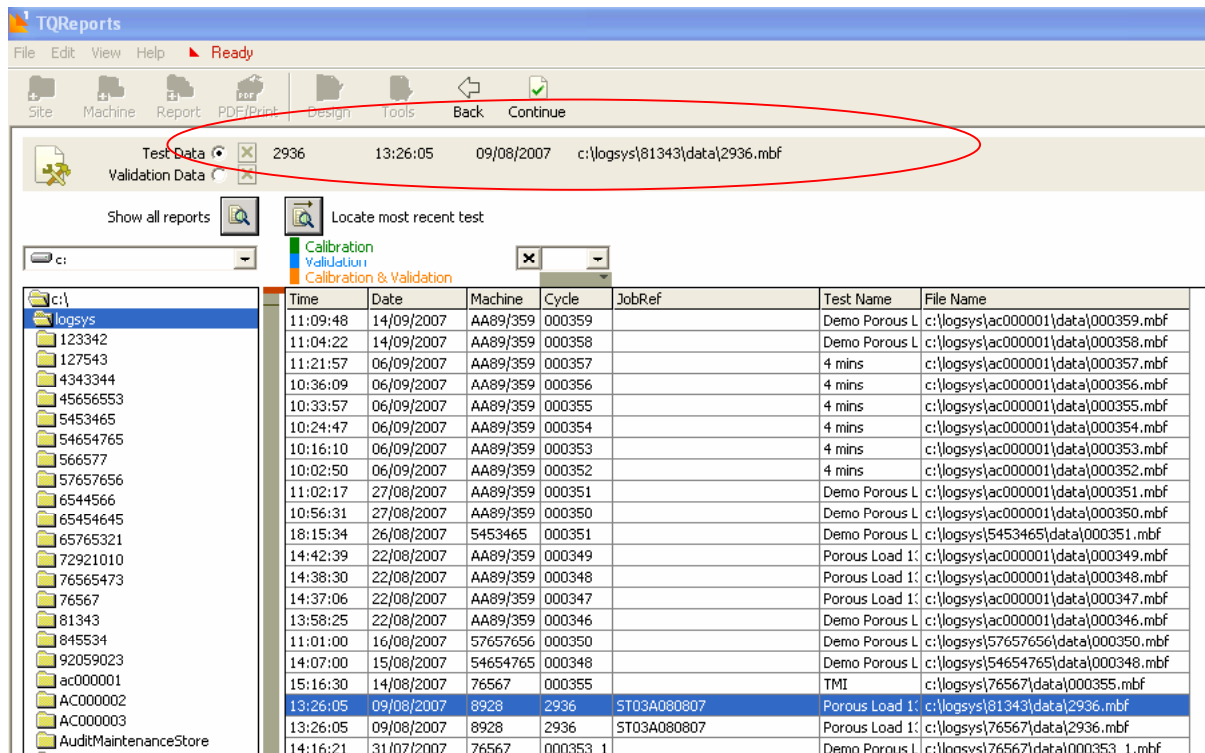 TQReports
File Edit View Help Ready
Site Machine Report PDF/Print Design Tools Back Continue
Test Data 2936 13:26:05 09/08/2007 c:\logsys\81343\data\2936.mbf
Validation Data
Show all reports Locate most recent test
Calibration
Validation
Calibration & Validation
c:
Time Date Machine Cycle JobRef Test Name File Name
11:09:48 14/09/2007 AA89/359 000359 Demo Porous L c:\logsys\ac000001\data\000359.mbf
11:04:22 14/09/2007 AA89/359 000358 Demo Porous L c:\logsys\ac000001\data\000358.mbf
11:21:57 06/09/2007 AA89/359 000357 4 mins c:\logsys\ac000001\data\000357.mbf
10:36:09 06/09/2007 AA89/359 000356 4 mins c:\logsys\ac000001\data\000356.mbf
10:33:57 06/09/2007 AA89/359 000355 4 mins c:\logsys\ac000001\data\000355.mbf
10:24:47 06/09/2007 AA89/359 000354 4 mins c:\logsys\ac000001\data\000354.mbf
10:16:10 06/09/2007 AA89/359 000353 4 mins c:\logsys\ac000001\data\000353.mbf
10:02:50 06/09/2007 AA89/359 000352 4 mins c:\logsys\ac000001\data\000352.mbf
11:02:17 27/08/2007 AA89/359 000351 Demo Porous L c:\logsys\ac000001\data\000351.mbf
10:56:31 27/08/2007 AA89/359 000350 Demo Porous L c:\logsys\ac000001\data\000350.mbf
18:15:34 26/08/2007 5453465 000351 Demo Porous L c:\logsys\5453465\data\000351.mbf
14:42:39 22/08/2007 AA89/359 000349 Porous Load 1 c:\logsys\ac000001\data\000349.mbf
14:38:30 22/08/2007 AA89/359 000348 Porous Load 1 c:\logsys\ac000001\data\000348.mbf
14:37:06 22/08/2007 AA89/359 000347 Porous Load 1 c:\logsys\ac000001\data\000347.mbf
13:58:25 22/08/2007 AA89/359 000346 Demo Porous L c:\logsys\ac000001\data\000346.mbf
11:01:00 16/08/2007 57657656 000350 Demo Porous L c:\logsys\57657656\data\000350.mbf
14:07:00 15/08/2007 54654765 000348 Demo Porous L c:\logsys\54654765\data\000348.mbf
15:16:30 14/08/2007 76567 000355 TMI c:\logsys\76567\data\000355.mbf
13:26:05 09/08/2007 8928 2936 ST03A080807 Porous Load 1 c:\logsys\81343\data\2936.mbf
13:26:05 09/08/2007 8928 2936 ST03A080807 Porous Load 1 c:\logsys\76567\data\2936.mbf
14:16:21 31/07/2007 76567 000353_1 Demo Porous L c:\logsys\76567\data\000353_1.mbf
c:\
logsys
123342
127543
4343344
45656553
5453465
54654765
566577
57657656
6544566
65454645
65765321
72921010
76565473
76567
81343
845534
92059023
ac000001
AC000002
AC000003
AuditMaintenanceStore